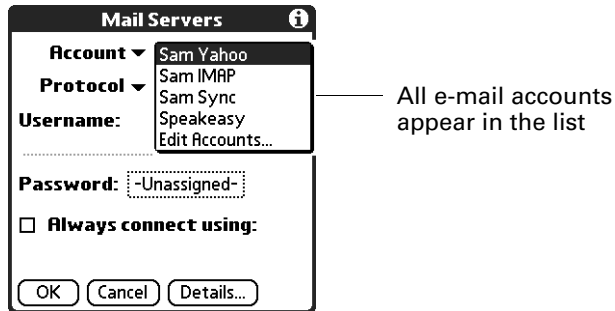 Mail Servers
Account
Sam Yahoo
Sam IMAP
Sam Sync
Speakeasy
Edit Accounts...
Protocol
Username:
Password: -Unassigned-
Always connect using:
OK Cancel Details...
All e-mail accounts
appear in the list